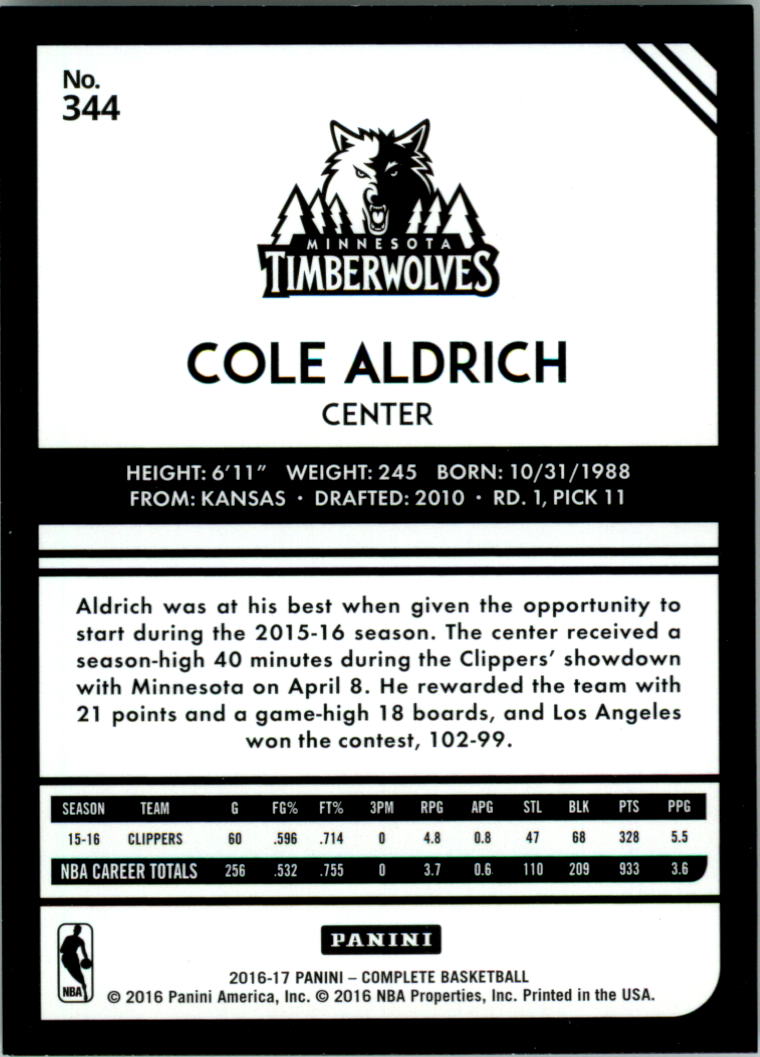 No.
344
MINNESOTA
TIMBERWOLVES
COLE ALDRICH
CENTER
HEIGHT: 6'11" WEIGHT: 245 BORN: 10/31/1988
FROM: KANSAS • DRAFTED: 2010 • RD. 1, PICK 11
Aldrich was at his best when given the opportunity to
start during the 2015-16 season. The center received a
season-high 40 minutes during the Clippers' showdown
with Minnesota on April 8. He rewarded the team with
21 points and a game-high 18 boards, and Los Angeles
won the contest, 102-99.
SEASON TEAM G FG% FT% 3PM RPG APG STL BLK PTS PPG
15-16 CLIPPERS 60 .596 .714 0 4.8 0.8 47 68 328 5.5
NBA CAREER TOTALS 256 .532 .755 0 3.7 0.6 110 209 933 3.6
PANINI
NBA
2016-17 PANINI – COMPLETE BASKETBALL
© 2016 Panini America, Inc. © 2016 NBA Properties, Inc. Printed in the USA.